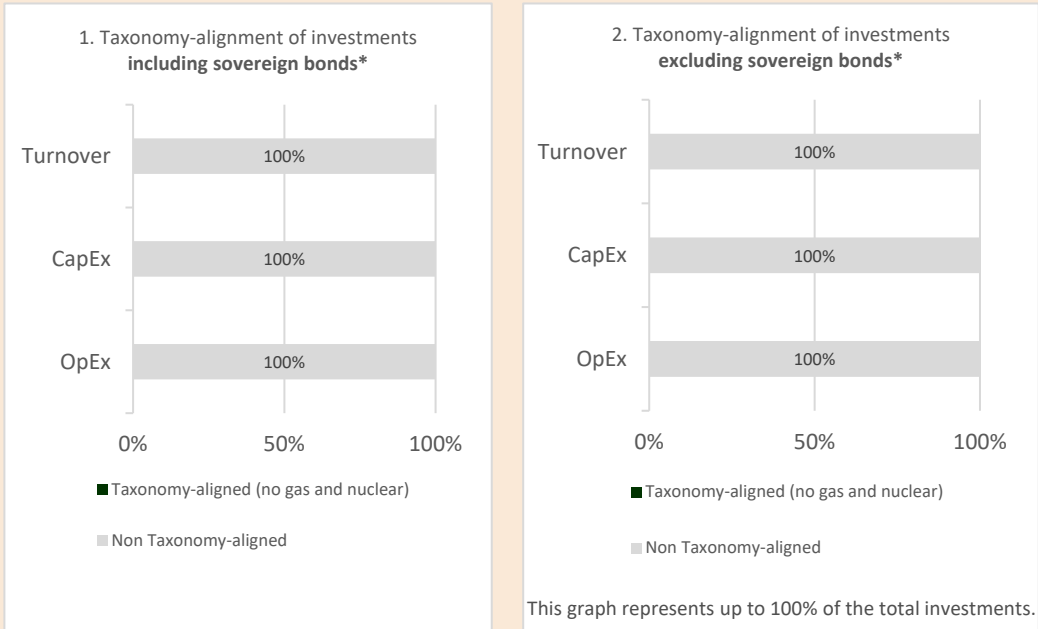 1. Taxonomy-alignment of investments
including sovereign bonds*
Turnover
100%
CapEx
100%
OpEx
100%
0%
50%
100%
Taxonomy-aligned (no gas and nuclear)
Non Taxonomy-aligned
2. Taxonomy-alignment of investments
excluding sovereign bonds*
Turnover
100%
CapEx
100%
OpEx
100%
0%
50%
100%
Taxonomy-aligned (no gas and nuclear)
Non Taxonomy-aligned
This graph represents up to 100% of the total investments.